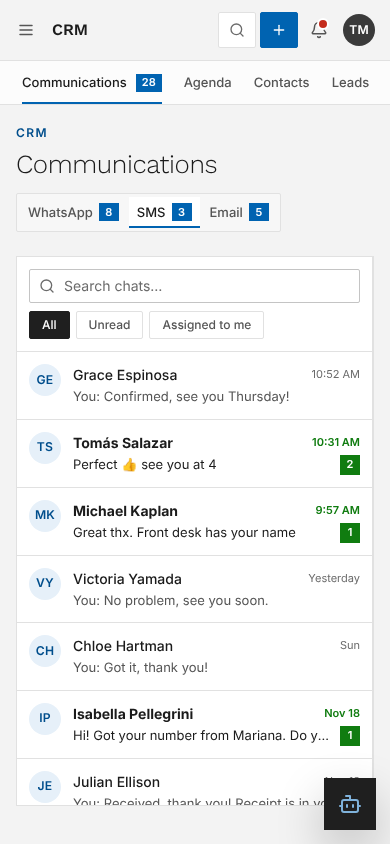 CRM
TM
Communications 28 Agenda Contacts Leads
CRM
Communications
WhatsApp 8 SMS 3 Email 5
Search chats...
All Unread Assigned to me
GE Grace Espinosa 10:52 AM
You: Confirmed, see you Thursday!
TS Tomás Salazar 10:31 AM
Perfect 👍 see you at 4 2
MK Michael Kaplan 9:57 AM
Great thx. Front desk has your name 1
VY Victoria Yamada Yesterday
You: No problem, see you soon.
CH Chloe Hartman Sun
You: Got it, thank you!
IP Isabella Pellegrini Nov 18
Hi! Got your number from Mariana. Do y... 1
JE Julian Ellison
You: Received, thank you! Receipt is in